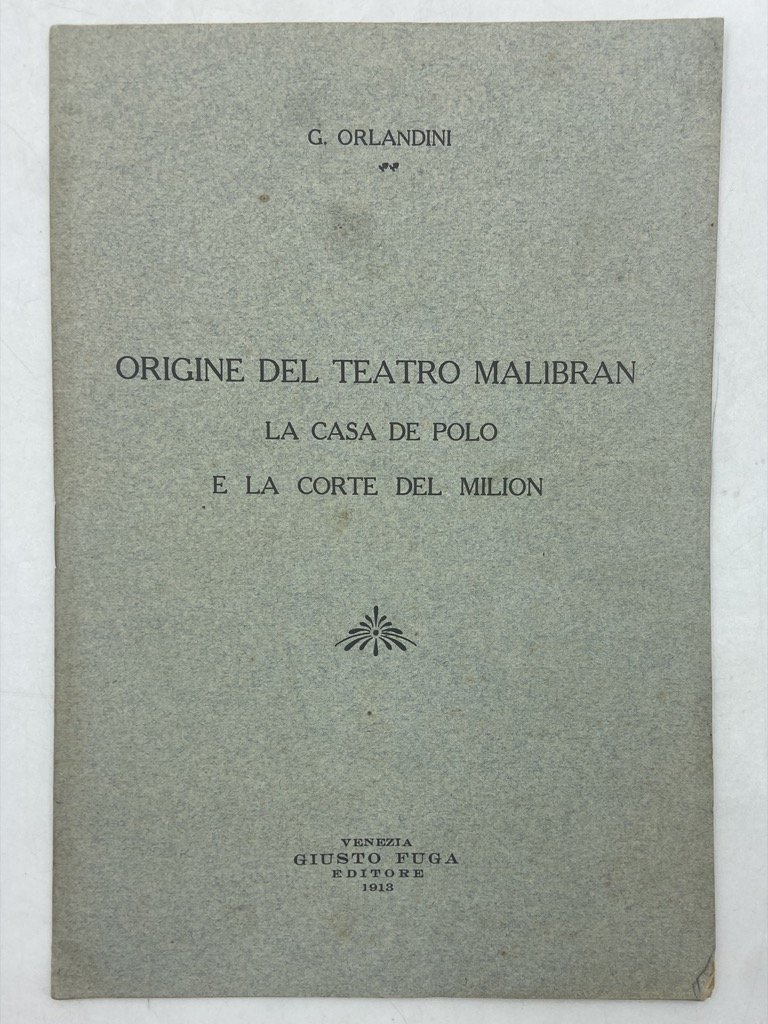 G. ORLANDINI
ORIGINE DEL TEATRO MALIBRAN
LA CASA DE POLO
E LA CORTE DEL MILION
VENEZIA
GIUSTO FUGA
EDITORE
1913